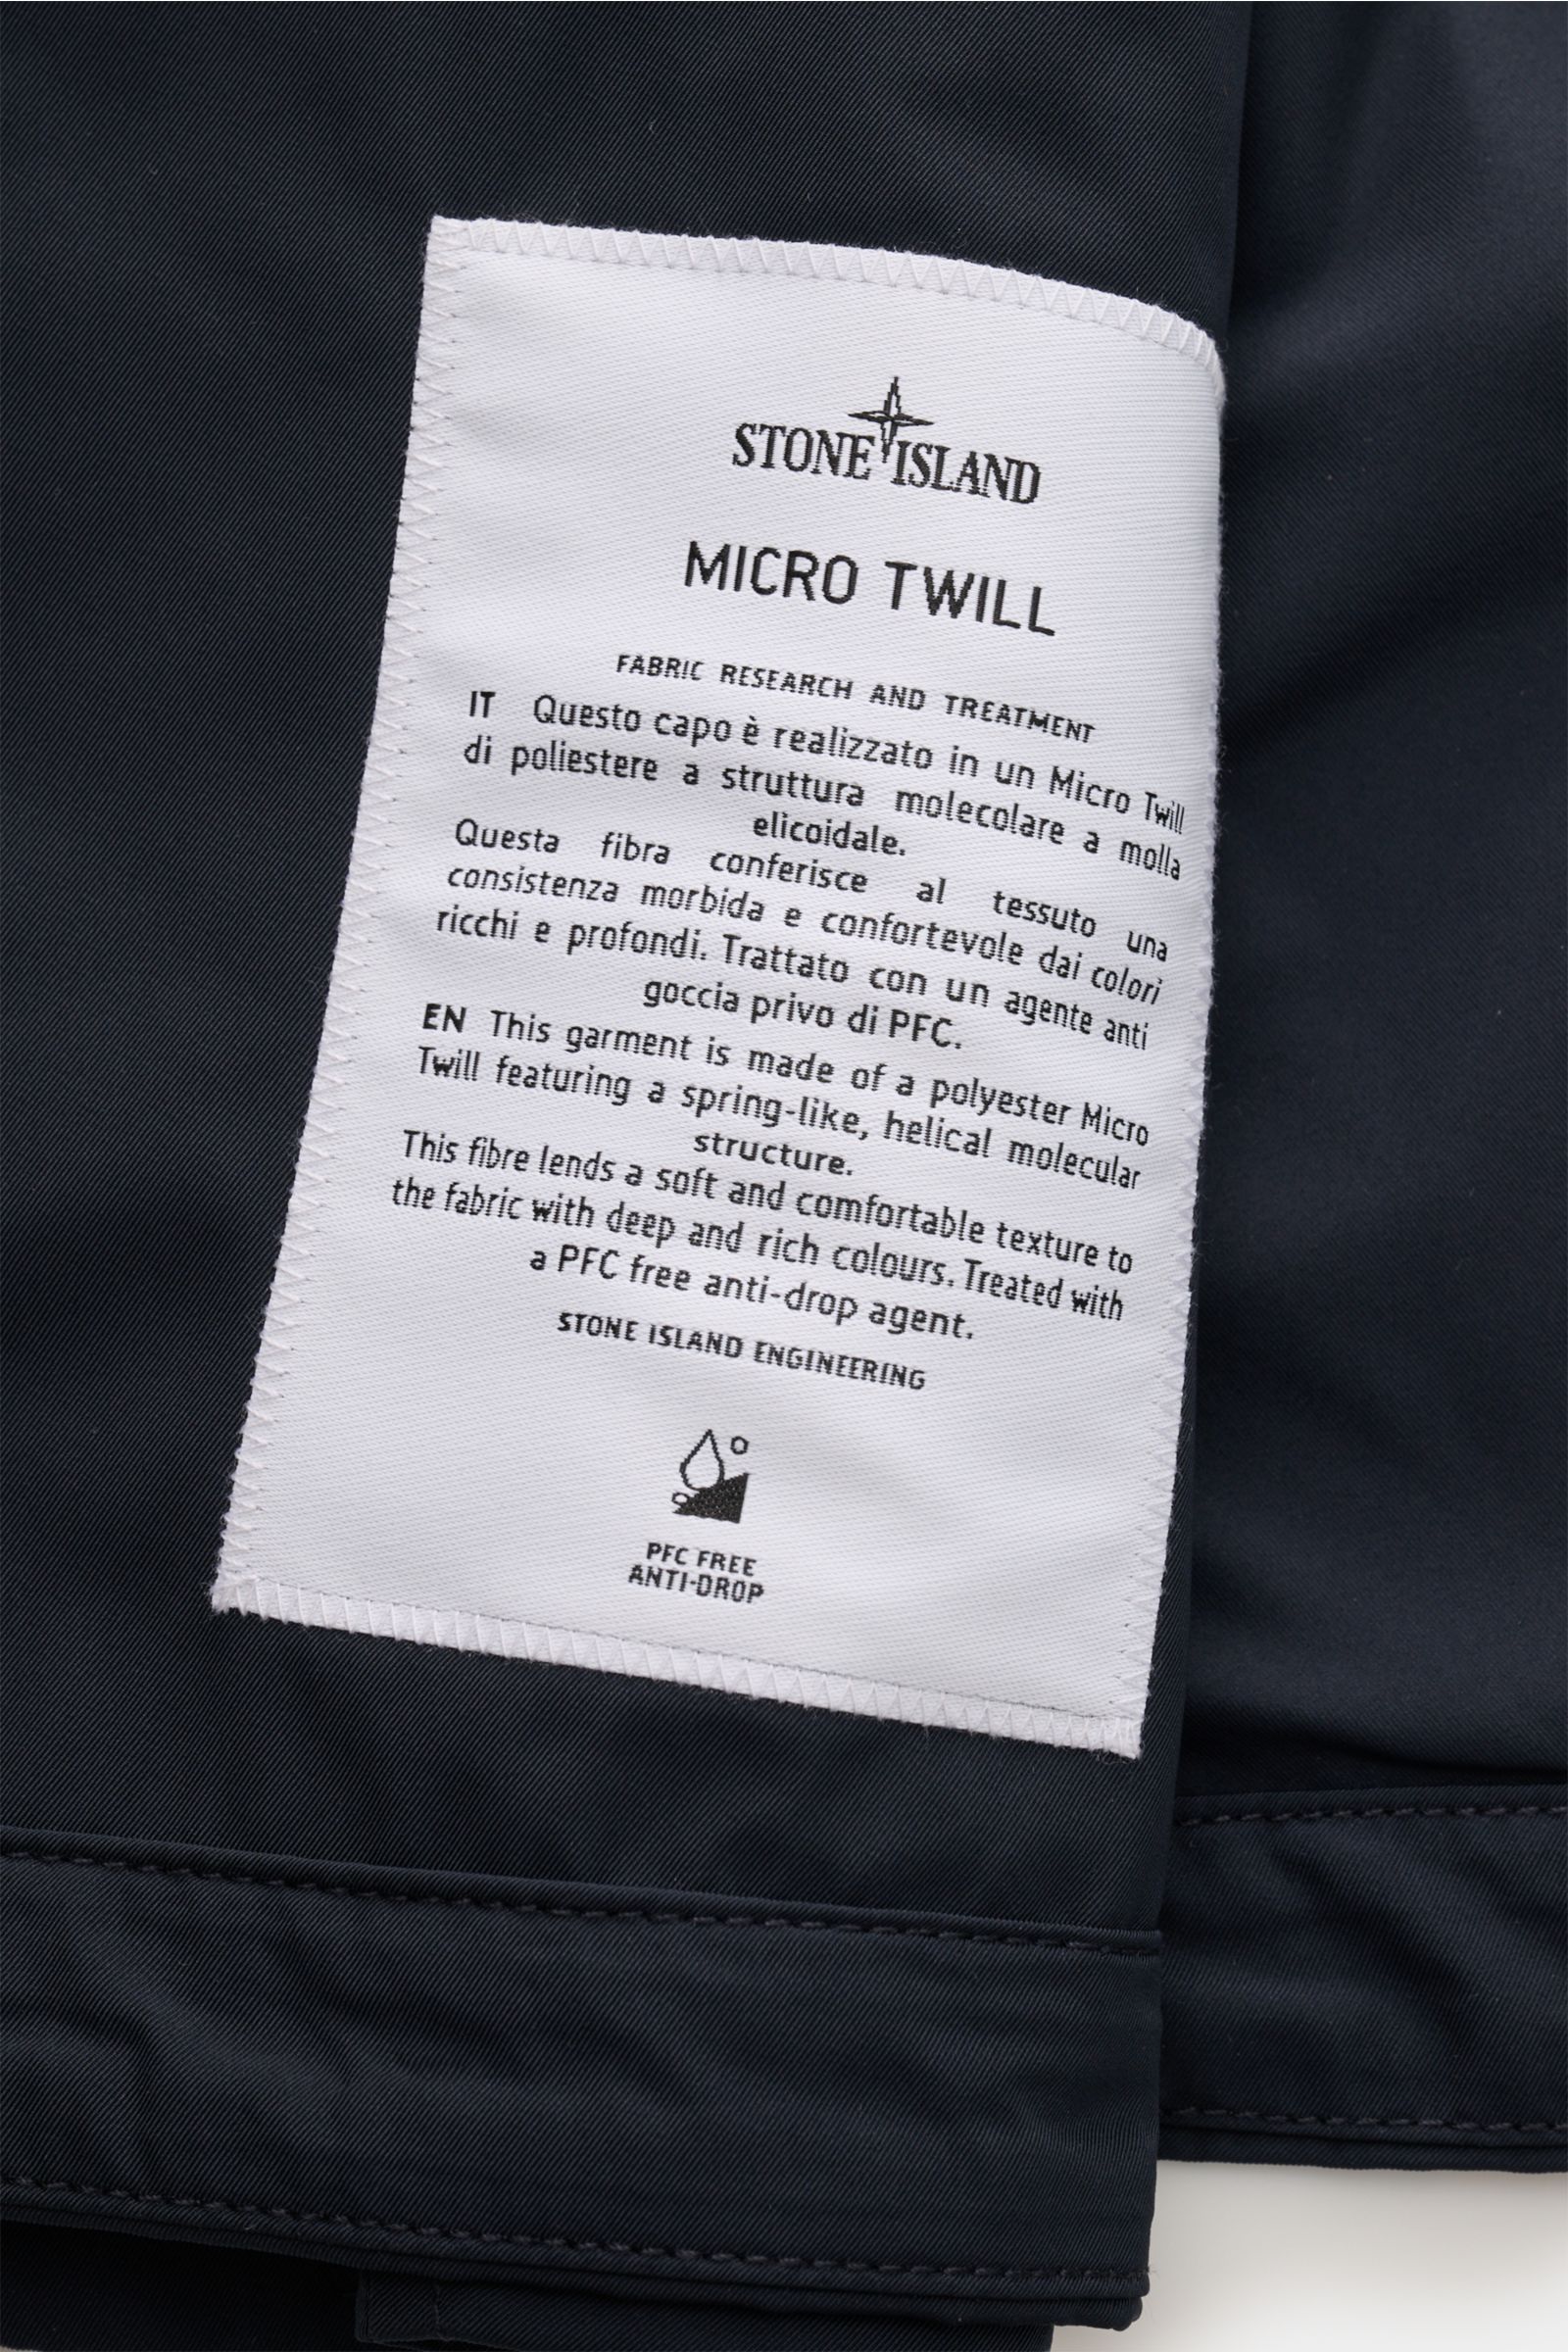 STONE ISLAND
MICRO TWILL
FABRIC RESEARCH AND TREATMENT
IT Questo capo è realizzato in un Micro Twill
di poliestere a struttura molecolare a molla
elicoidale.
Questa fibra conferisce al tessuto una
consistenza morbida e confortevole dai colori
ricchi e profondi. Trattato con un agente anti
goccia privo di PFC.
EN This garment is made of a polyester Micro
Twill featuring a spring-like, helical molecular
structure.
This fibre lends a soft and comfortable texture to
the fabric with deep and rich colours. Treated with
a PFC free anti-drop agent.
STONE ISLAND ENGINEERING
PFC FREE
ANTI-DROP